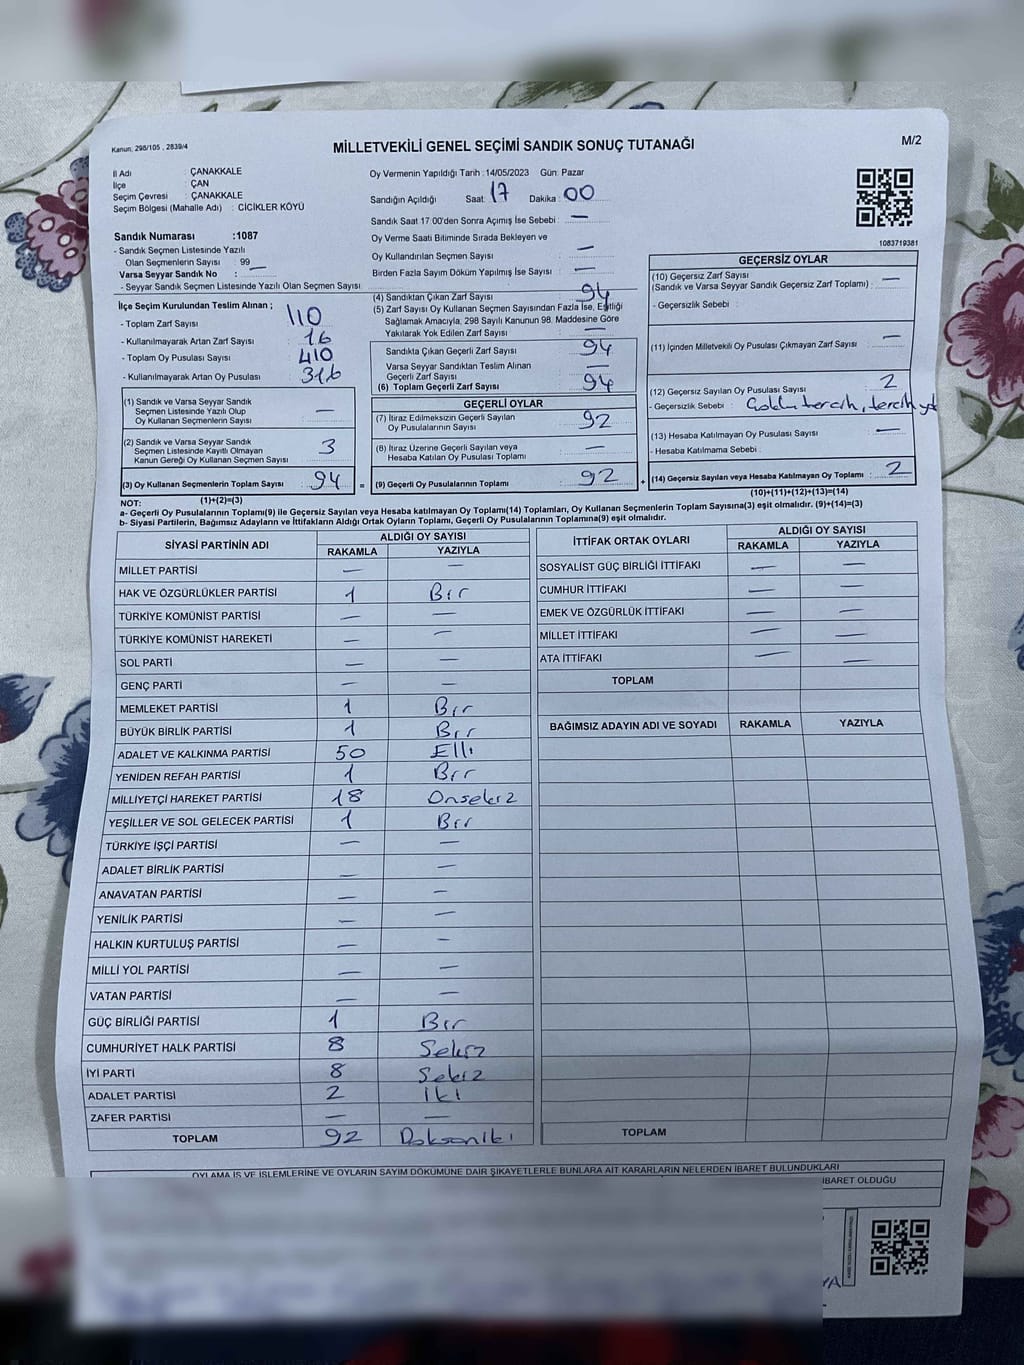 Kanun, 298/105 , 2839/4
MİLLETVEKİLİ GENEL SEÇİMİ SANDIK SONUÇ TUTANAĞI
M/2
İl Adı : ÇANAKKALE
İlçe : ÇAN
Seçim Çevresi : ÇANAKKALE
Seçim Bölgesi (Mahalle Adı) : CİCİKLER KÖYÜ
Sandık Numarası :1087
- Sandık Seçmen Listesinde Yazılı
Olan Seçmenlerin Sayısı 99
Varsa Seyyar Sandık No : —
- Seyyar Sandık Seçmen Listesinde Yazılı Olan Seçmen Sayısı
Oy Vermenin Yapıldığı Tarih :14/05/2023 Gün: Pazar
Sandığın Açıldığı Saat: 17 Dakika: 00
Sandık Saat 17:00'den Sonra Açımış İse Sebebi : —
Oy Verme Saati Bitiminde Sırada Bekleyen ve
Oy Kullandırılan Seçmen Sayısı —
Birden Fazla Sayım Döküm Yapılmış İse Sayısı : —
1083719381
İlçe Seçim Kurulundan Teslim Alınan ;
- Toplam Zarf Sayısı 110
- Kullanılmayarak Artan Zarf Sayısı : 16
- Toplam Oy Pusulası Sayısı 410
- Kullanılmayarak Artan Oy Pusulası 316
(1) Sandık ve Varsa Seyyar Sandık
Seçmen Listesinde Yazılı Olup
Oy Kullanan Seçmenlerin Sayısı —
(2) Sandık ve Varsa Seyyar Sandık
Seçmen Listesinde Kayıtlı Olmayan
Kanun Gereği Oy Kullanan Seçmen Sayısı 3
(3) Oy Kullanan Seçmenlerin Toplam Sayısı 94 =
(4) Sandıktan Çıkan Zarf Sayısı 94
(5) Zarf Sayısı Oy Kullanan Seçmen Sayısından Fazla İse, Eşitliği
Sağlamak Amacıyla, 298 Sayılı Kanunun 98. Maddesine Göre
Yakılarak Yok Edilen Zarf Sayısı —
Sandıkta Çıkan Geçerli Zarf Sayısı 94
Varsa Seyyar Sandıktan Teslim Alınan
Geçerli Zarf Sayısı —
(6) Toplam Geçerli Zarf Sayısı 94
GEÇERLİ OYLAR
(7) İtiraz Edilmeksizin Geçerli Sayılan
Oy Pusulalarının Sayısı 92
(8) İtiraz Üzerine Geçerli Sayılan veya
Hesaba Katılan Oy Pusulası Toplamı —
(9) Geçerli Oy Pusulalarının Toplamı 92 +
GEÇERSİZ OYLAR
(10) Geçersiz Zarf Sayısı —
(Sandık ve Varsa Seyyar Sandık Geçersiz Zarf Toplamı) :
- Geçersizlik Sebebi :
(11) İçinden Milletvekili Oy Pusulası Çıkmayan Zarf Sayısı : —
(12) Geçersiz Sayılan Oy Pusulası Sayısı : 2
- Geçersizlik Sebebi : tercih, tercih
(13) Hesaba Katılmayan Oy Pusulası Sayısı : —
- Hesaba Katılmama Sebebi :
(14) Geçersiz Sayılan veya Hesaba Katılmayan Oy Toplamı : 2
(10)+(11)+(12)+(13)=(14)
NOT: (1)+(2)=(3)
a- Geçerli Oy Pusulalarının Toplamı(9) ile Geçersiz Sayılan veya Hesaba katılmayan Oy Toplamı(14) Toplamları, Oy Kullanan Seçmenlerin Toplam Sayısına(3) eşit olmalıdır. (9)+(14)=(3)
b- Siyasi Partilerin, Bağımsız Adayların ve İttifakların Aldığı Ortak Oyların Toplamı, Geçerli Oy Pusulalarının Toplamına(9) eşit olmalıdır.
SİYASİ PARTİNİN ADI ALDIĞI OY SAYISI
RAKAMLA YAZIYLA
MİLLET PARTİSİ — —
HAK VE ÖZGÜRLÜKLER PARTİSİ 1 Bir
TÜRKİYE KOMÜNİST PARTİSİ — —
TÜRKİYE KOMÜNİST HAREKETİ — —
SOL PARTİ — —
GENÇ PARTİ — —
MEMLEKET PARTİSİ 1 Bir
BÜYÜK BİRLİK PARTİSİ 1 Bir
ADALET VE KALKINMA PARTİSİ 50 Elli
YENİDEN REFAH PARTİSİ 1 Bir
MİLLİYETÇİ HAREKET PARTİSİ 18 Onsekiz
YEŞİLLER VE SOL GELECEK PARTİSİ 1 Bir
TÜRKİYE İŞÇİ PARTİSİ — —
ADALET BİRLİK PARTİSİ — —
ANAVATAN PARTİSİ — —
YENİLİK PARTİSİ — —
HALKIN KURTULUŞ PARTİSİ — —
MİLLİ YOL PARTİSİ — —
VATAN PARTİSİ — —
GÜÇ BİRLİĞİ PARTİSİ 1 Bir
CUMHURİYET HALK PARTİSİ 8 Sekiz
İYİ PARTİ 8 Sekiz
ADALET PARTİSİ 2 İki
ZAFER PARTİSİ — —
TOPLAM 92 Doksaniki
İTTİFAK ORTAK OYLARI ALDIĞI OY SAYISI
RAKAMLA YAZIYLA
SOSYALİST GÜÇ BİRLİĞİ İTTİFAKI — —
CUMHUR İTTİFAKI — —
EMEK VE ÖZGÜRLÜK İTTİFAKI — —
MİLLET İTTİFAKI — —
ATA İTTİFAKI — —
TOPLAM
BAĞIMSIZ ADAYIN ADI VE SOYADI RAKAMLA YAZIYLA
TOPLAM
OYLAMA İŞ VE İŞLEMLERİNE VE OYLARIN SAYIM DÖKÜMÜNE DAİR ŞİKAYETLERLE BUNLARA AİT KARARLARIN NELERDEN İBARET BULUNDUKLARI
İBARET OLDUĞU